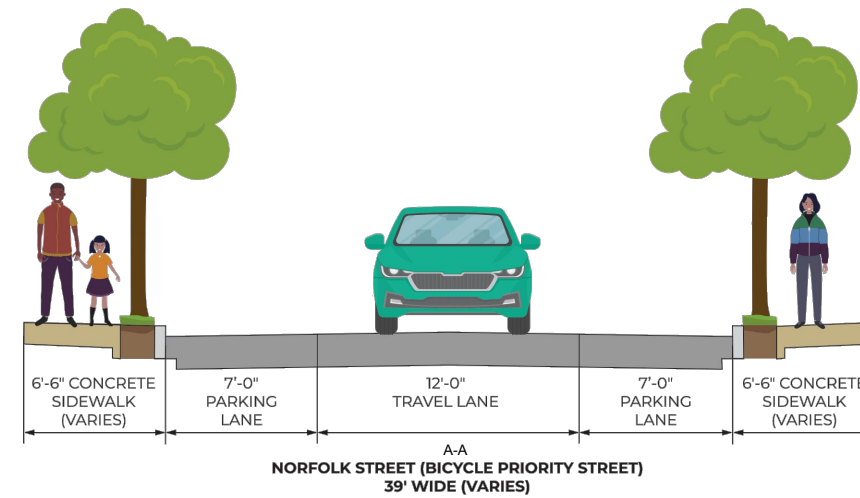 6'-6" CONCRETE
SIDEWALK
(VARIES)
7'-0"
PARKING
LANE
12'-0"
TRAVEL LANE
7'-0"
PARKING
LANE
6'-6" CONCRETE
SIDEWALK
(VARIES)
A-A
NORFOLK STREET (BICYCLE PRIORITY STREET)
39' WIDE (VARIES)